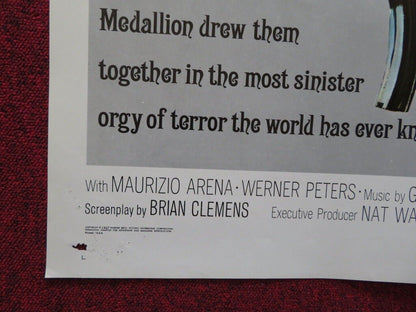 Medallion drew them
together in the most sinister
orgy of terror the world has ever kn
With MAURIZIO ARENA · WERNER PETERS · Music by G
Screenplay by BRIAN CLEMENS Executive Producer NAT WA